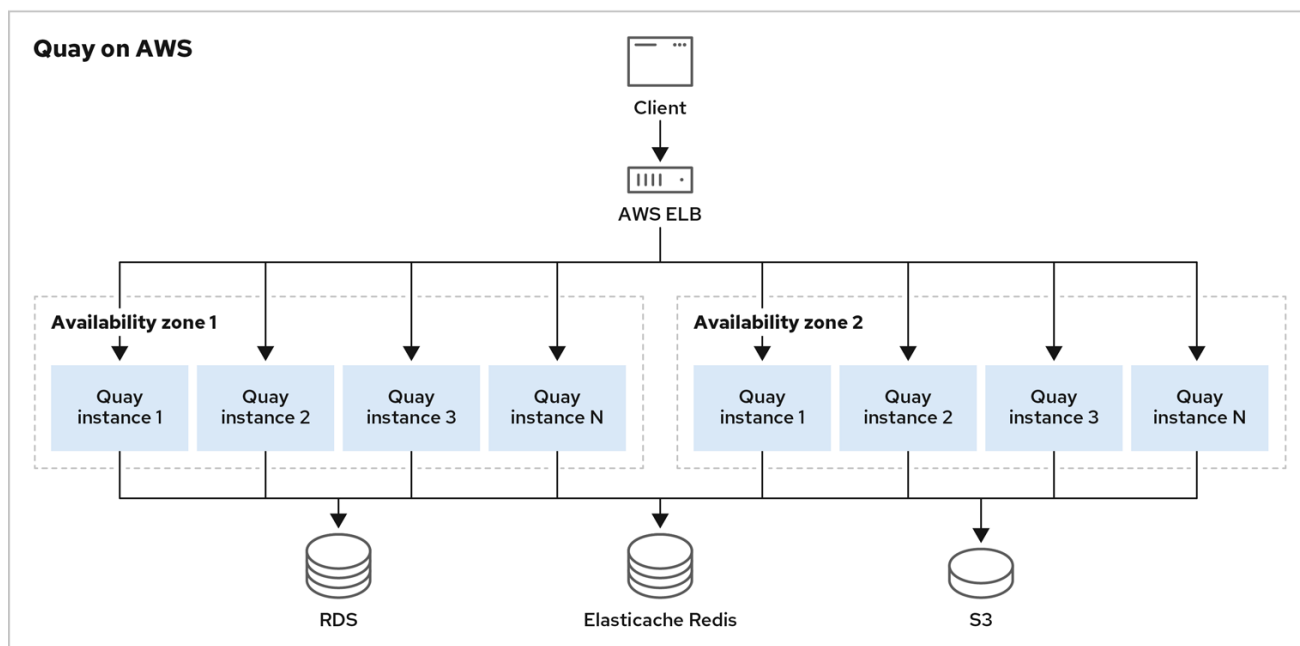 Quay on AWS
Client
AWS ELB
Availability zone 1
Availability zone 2
Quay
instance 1
Quay
instance 2
Quay
instance 3
Quay
instance N
Quay
instance 1
Quay
instance 2
Quay
instance 3
Quay
instance N
RDS
Elasticache Redis
S3